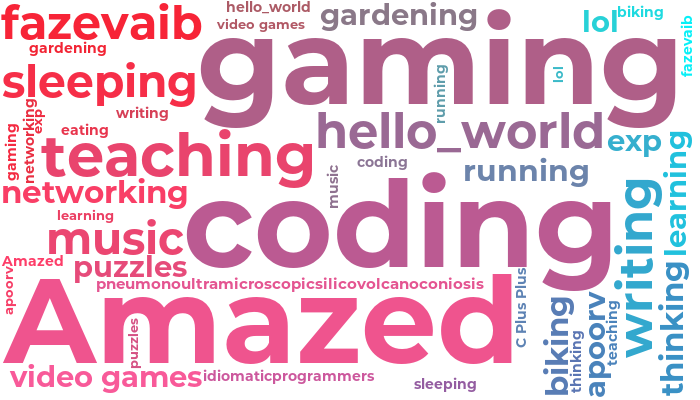 fazevaib
hello_world
video games
gardening
lol
biking
fazevaib
gardening
gaming
sleeping
lol
running
writing
networking
exp
eating
gaming
hello_world
exp
teaching
coding
running
learning
networking
music
learning
coding
writing
music
Amazed
puzzles
apoorv
pneumonoultramicroscopicsilicovolcanoconiosis
C Plus Plus
thinking
Amazed
biking
apoorv
teaching
puzzles
thinking
video games
idiomaticprogrammers
sleeping